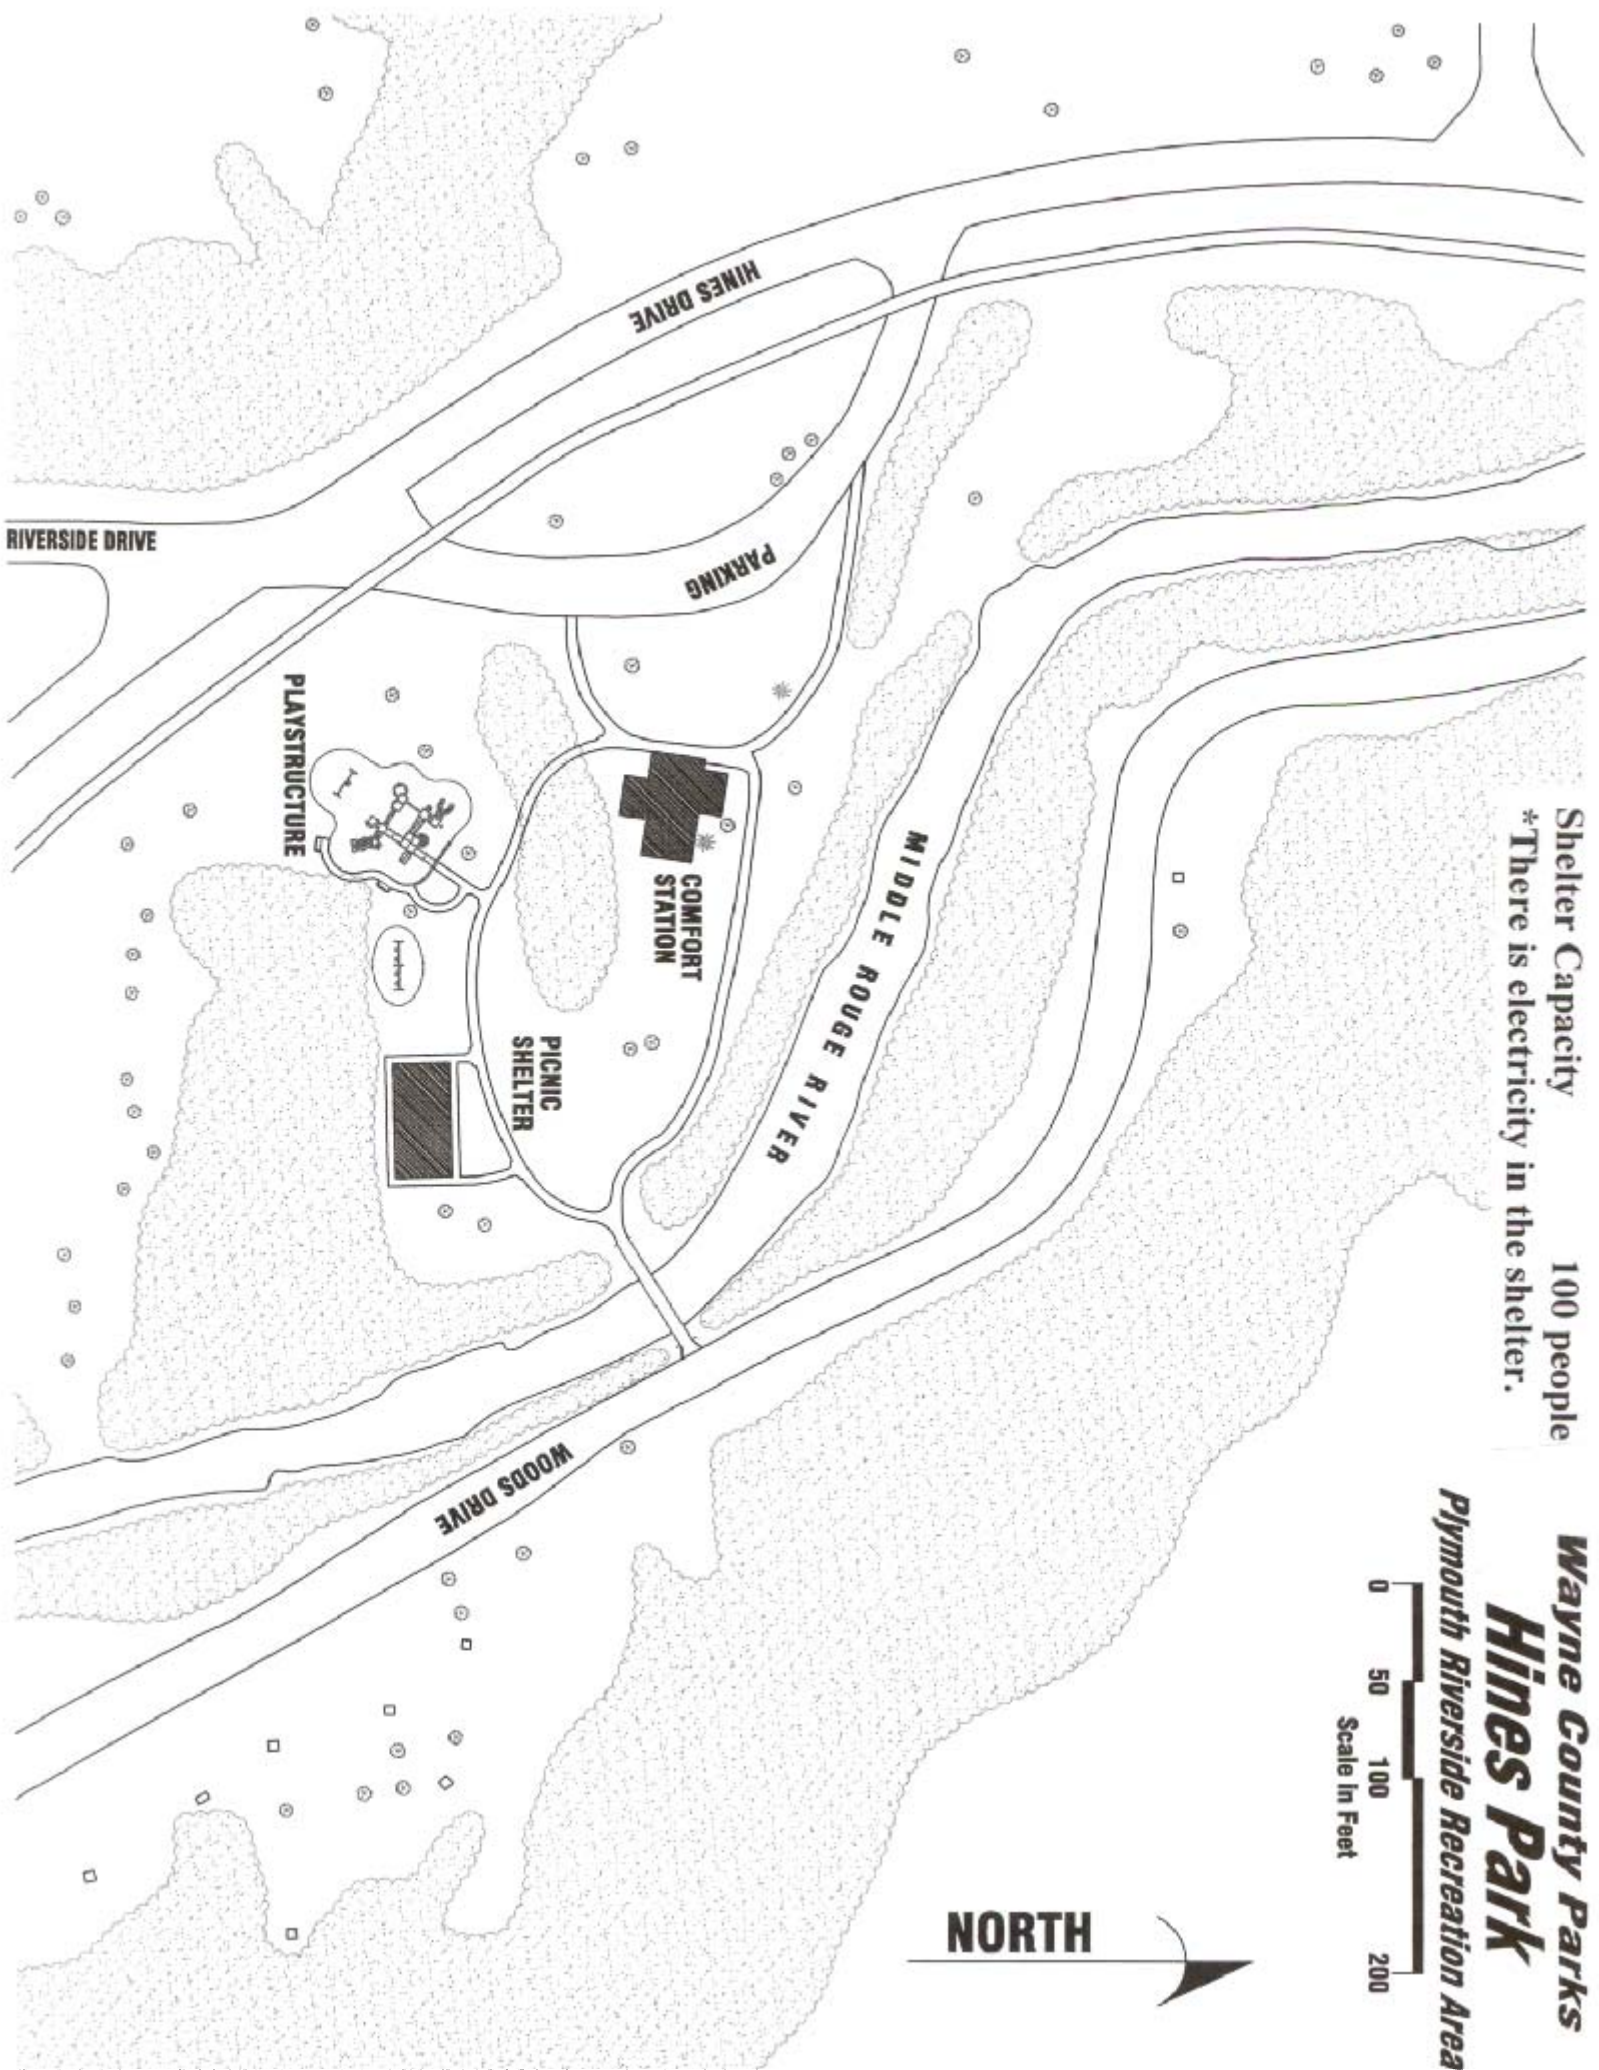 Wayne County Parks
Hines Park
Plymouth Riverside Recreation Area
0 50 100 200
Scale in Feet
Shelter Capacity 100 people
*There is electricity in the shelter.
NORTH
HINES DRIVE
RIVERSIDE DRIVE
PARKING
PLAYSTRUCTURE
COMFORT
STATION
PICNIC
SHELTER
MIDDLE ROUGE RIVER
WOODS DRIVE